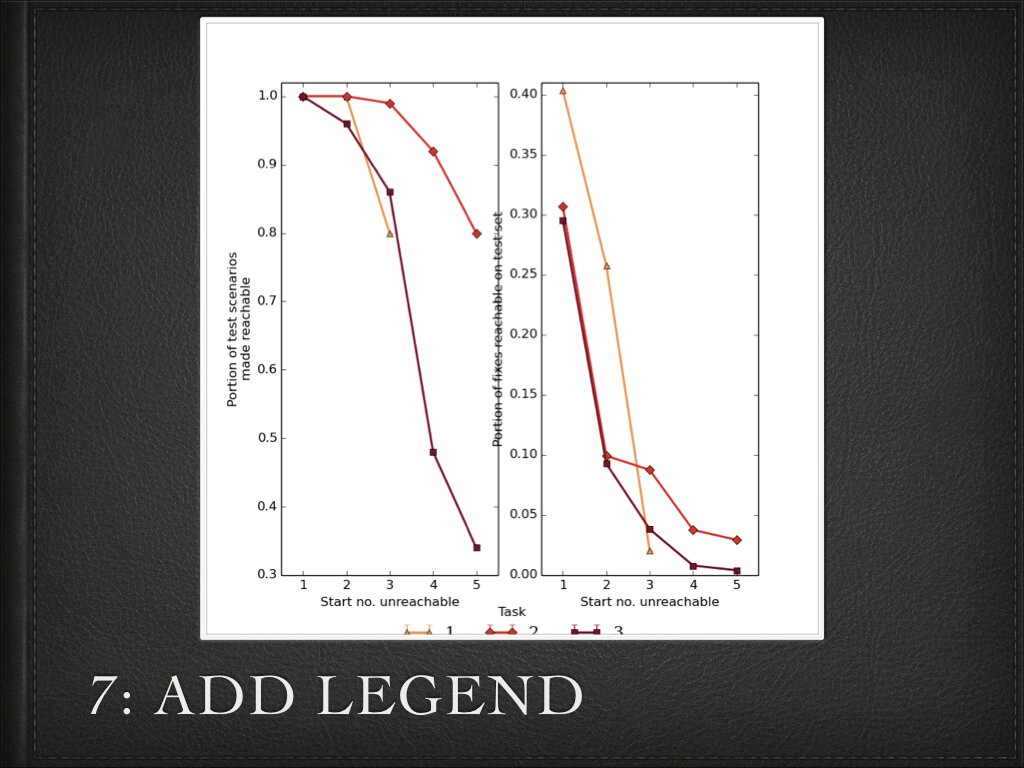 1.0
0.9
0.8
0.7
0.6
0.5
0.4
0.3
Portion of test scenarios
made reachable
1 2 3 4 5
Start no. unreachable
0.40
0.35
0.30
0.25
0.20
0.15
0.10
0.05
0.00
Portion of fixes reachable on test set
1 2 3 4 5
Start no. unreachable
Task
1 2 3
7: ADD LEGEND